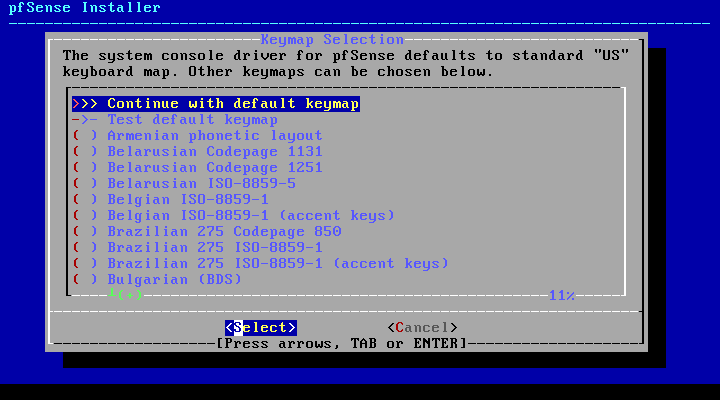 pfSense Installer
Keymap Selection
The system console driver for pfSense defaults to standard "US"
keyboard map. Other keymaps can be chosen below.
>>> Continue with default keymap
->- Test default keymap
( ) Armenian phonetic layout
( ) Belarusian Codepage 1131
( ) Belarusian Codepage 1251
( ) Belarusian ISO-8859-5
( ) Belgian ISO-8859-1
( ) Belgian ISO-8859-1 (accent keys)
( ) Brazilian 275 Codepage 850
( ) Brazilian 275 ISO-8859-1
( ) Brazilian 275 ISO-8859-1 (accent keys)
( ) Bulgarian (BDS)
(+) 11%
<Select> <Cancel>
[Press arrows, TAB or ENTER]